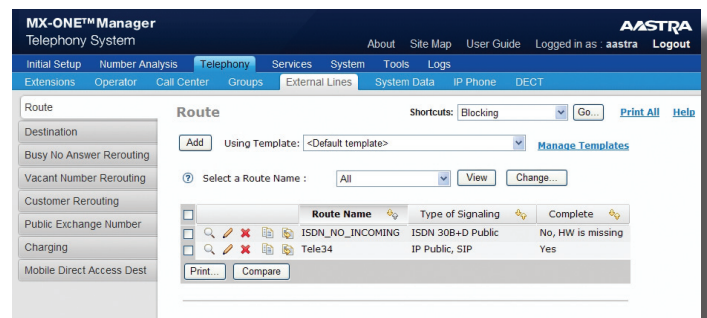 MX-ONE™Manager
Telephony System
AASTRA
About Site Map User Guide Logged in as : aastra Logout
Initial Setup Number Analysis Telephony Services System Tools Logs
Extensions Operator Call Center Groups External Lines System Data IP Phone DECT
Route
Destination
Busy No Answer Rerouting
Vacant Number Rerouting
Customer Rerouting
Public Exchange Number
Charging
Mobile Direct Access Dest
Route
Shortcuts: Blocking Go... Print All Help
Add Using Template: <Default template> Manage Templates
? Select a Route Name : All View Change...
Route Name Type of Signaling Complete
ISDN_NO_INCOMING ISDN 30B+D Public No, HW is missing
Tele34 IP Public, SIP Yes
Print... Compare